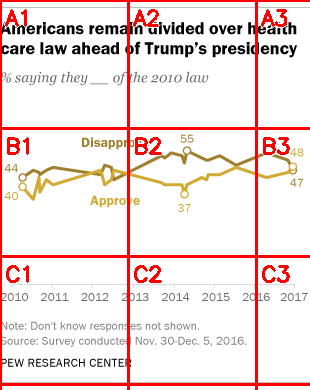 Americans remain divided over health
care law ahead of Trump's presidency
% saying they __ of the 2010 law
A1 A2 A3
B1 B2 B3
Disapprove 55 48
44
40 Approve 37 47
C1 C2 C3
2010 2011 2012 2013 2014 2015 2016 2017
Note: Don't know responses not shown.
Source: Survey conducted Nov. 30-Dec. 5, 2016.
PEW RESEARCH CENTER